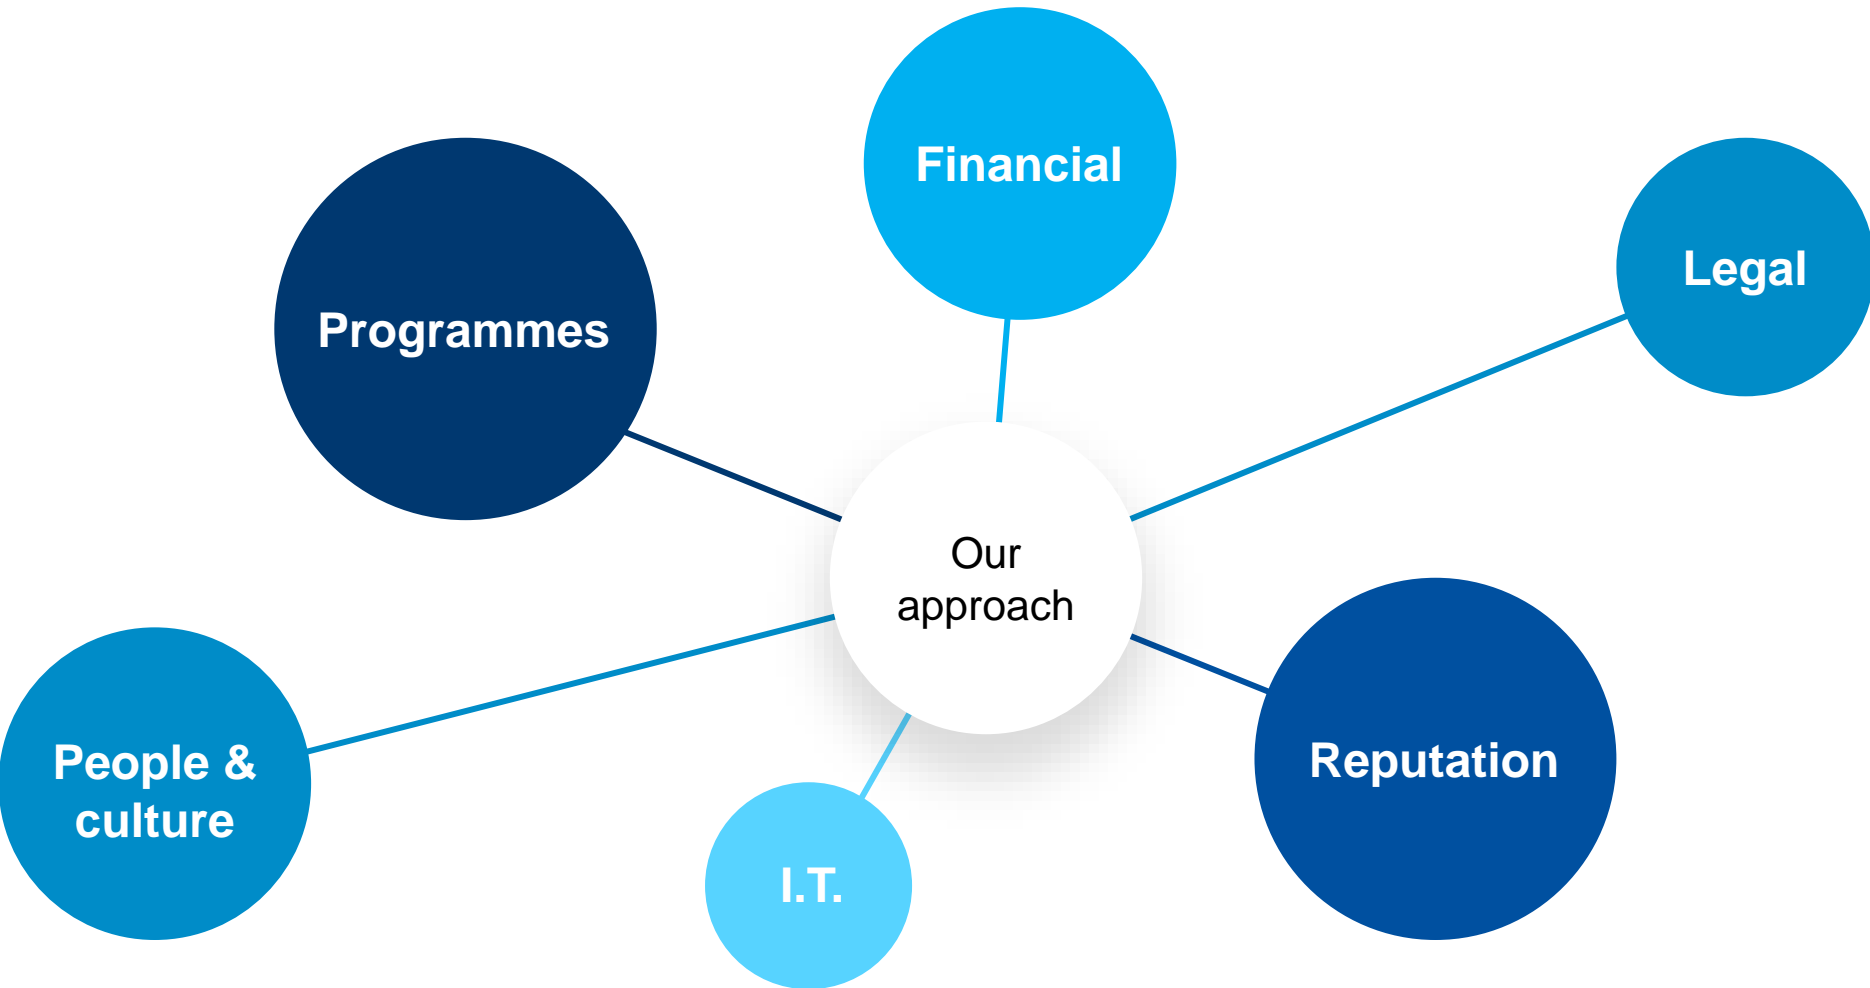 Financial
Legal
Programmes
Our
approach
People &
culture
Reputation
I.T.